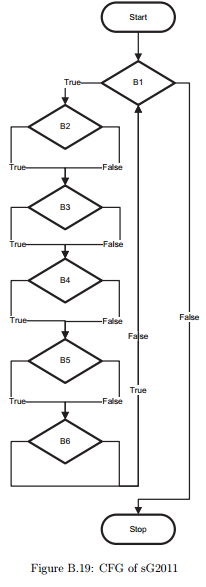 Start
B1
True
B2
True
False
B3
True
False
B4
True
False
False
B5
False
True
True
False
B6
Stop
Figure B.19: CFG of sG2011